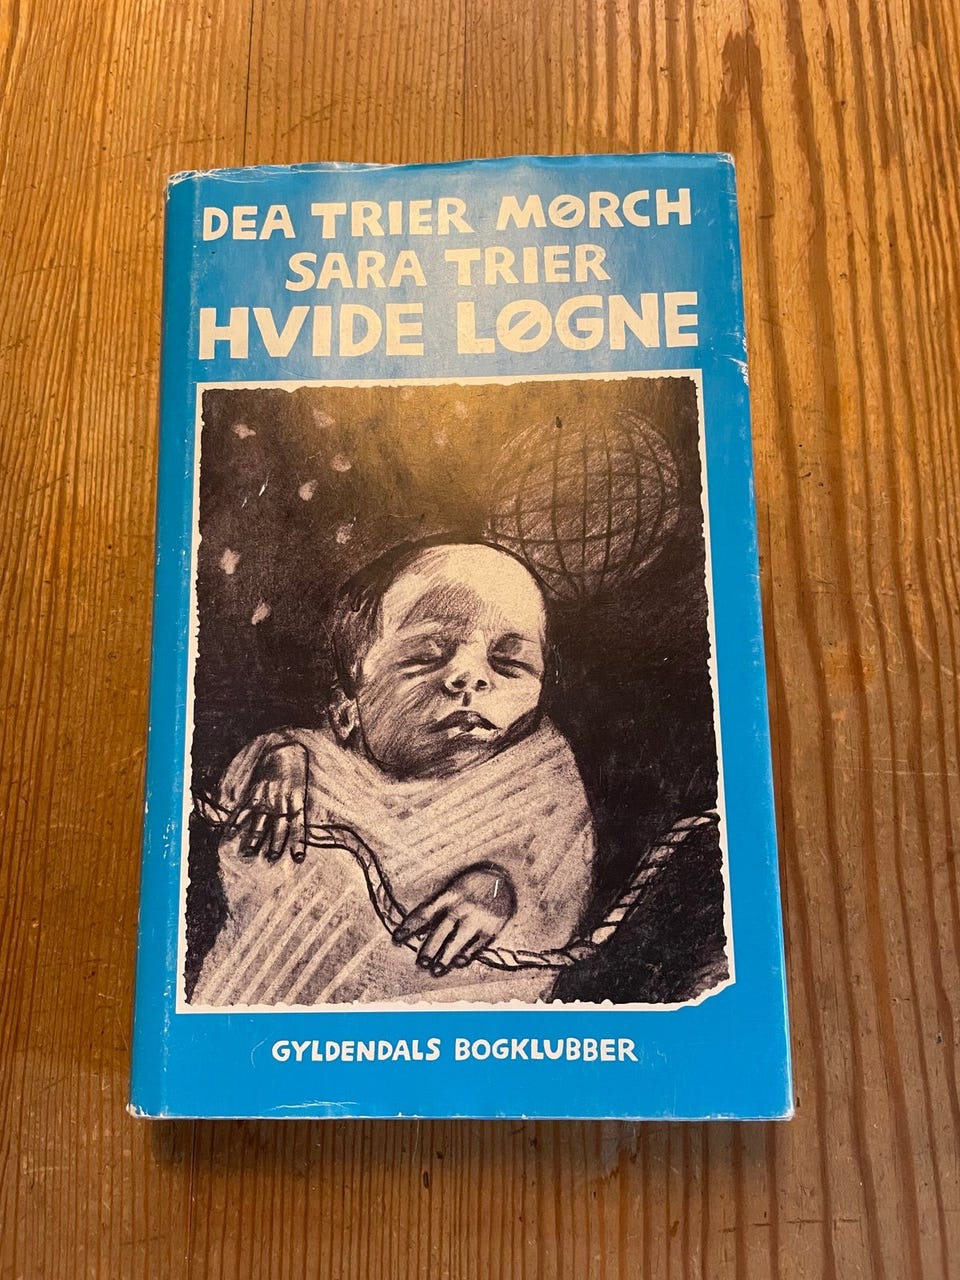 DEA TRIER MØRCH
SARA TRIER
HVIDE LØGNE
GYLDENDALS BOGKLUBBER